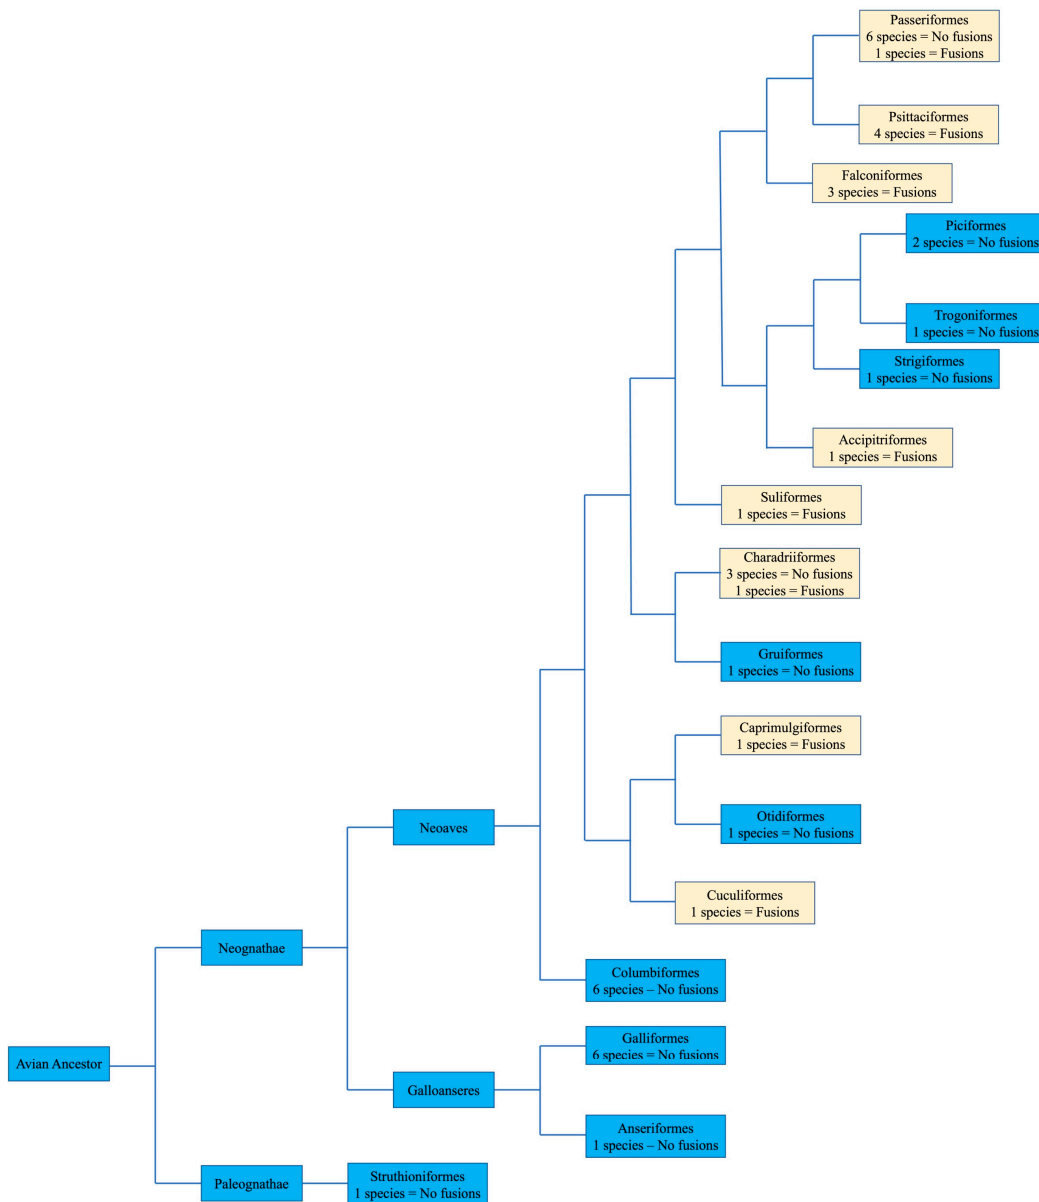 Passeriformes
6 species = No fusions
1 species = Fusions
Psittaciformes
4 species = Fusions
Falconiformes
3 species = Fusions
Piciformes
2 species = No fusions
Trogoniformes
1 species = No fusions
Strigiformes
1 species = No fusions
Accipitriformes
1 species = Fusions
Suliformes
1 species = Fusions
Charadriiformes
3 species = No fusions
1 species = Fusions
Gruiformes
1 species = No fusions
Caprimulgiformes
1 species = Fusions
Otidiformes
1 species = No fusions
Neoaves
Cuculiformes
1 species = Fusions
Neognathae
Columbiformes
6 species – No fusions
Galliformes
6 species = No fusions
Avian Ancestor
Galloanseres
Anseriformes
1 species – No fusions
Paleognathae
Struthioniformes
1 species = No fusions